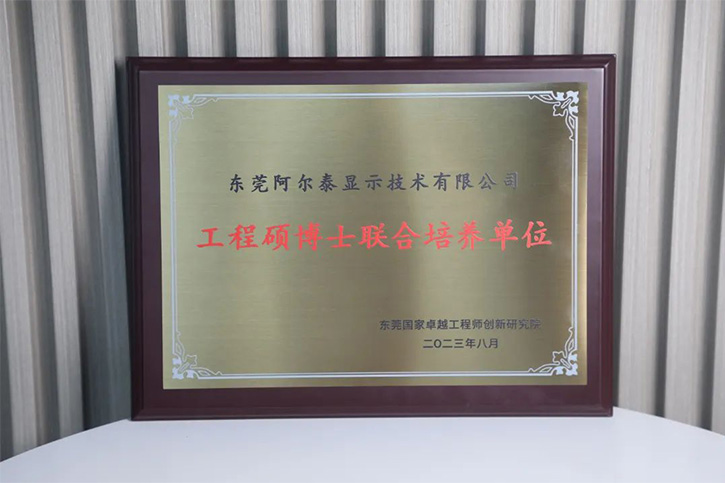 东莞阿尔泰显示技术有限公司
工程硕博士联合培养单位
东莞国家卓越工程师创新研究院
二〇二三年八月